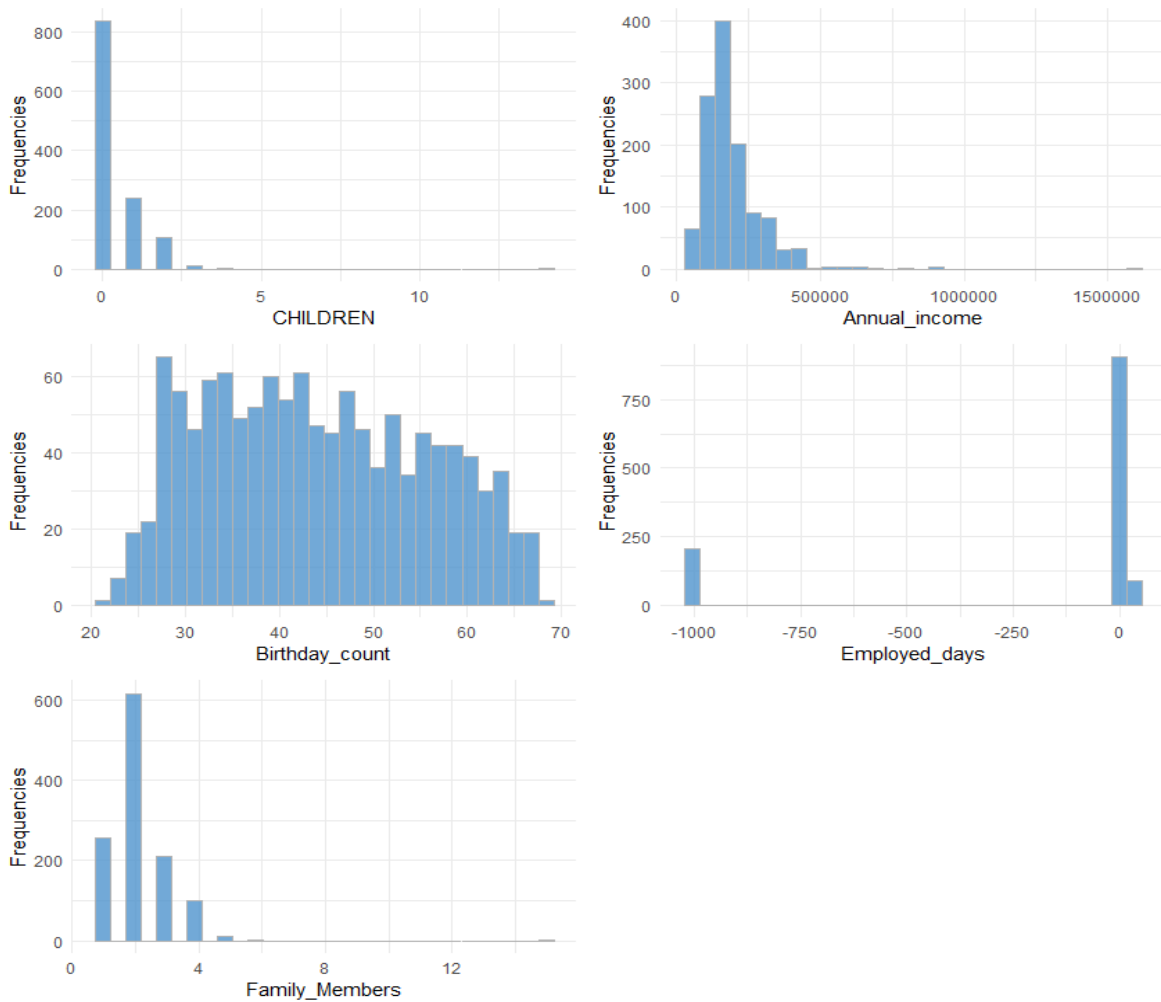 Frequencies
800
600
400
200
0
0 5 10
CHILDREN
Frequencies
400
300
200
100
0
0 500000 1000000 1500000
Annual_income
Frequencies
60
40
20
0
20 30 40 50 60 70
Birthday_count
Frequencies
750
500
250
0
-1000 -750 -500 -250 0
Employed_days
Frequencies
600
400
200
0
0 4 8 12
Family_Members